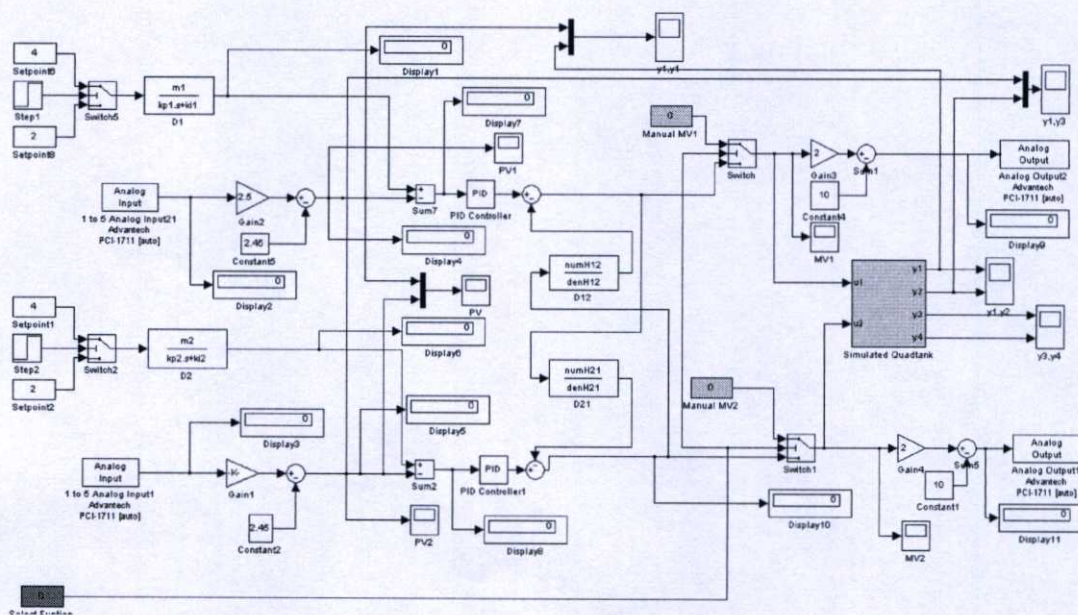 4
Setpoint6
Step1
2
Setpoint8
Switch5
m1
kp1.s+ki1
D1
0
Display1
y1,y1
y1,y3
0
Display7
PV1
0
Manual MV1
Switch
2
Gain3
Sum1
10
Constant4
MV1
Analog
Output
Analog Output2
Advantech
PCI-1711 [auto]
0
Display9
Analog
Input
1 to 5 Analog Input21
Advantech
PCI-1711 [auto]
2.5
Gain2
2.46
Constant5
0
Display2
Sum7
PID
PID Controller
0
Display4
PV
numH12
denH12
D12
u1
u2
y1
y2
y3
y4
Simulated Quadtank
y1,y2
y3,y4
4
Setpoint1
Step2
2
Setpoint2
Switch2
m2
kp2.s+ki2
D2
0
Display6
numH21
denH21
D21
0
Display5
0
Manual MV2
Switch1
0
Display3
Analog
Input
1 to 5 Analog Input1
Advantech
PCI-1711 [auto]
Gain1
2.46
Constant2
Sum2
PID
PID Controller1
PV2
0
Display8
0
Display10
2
Gain4
Sum5
10
Constant1
MV2
Analog
Output
Analog Output1
Advantech
PCI-1711 [auto]
0
Display11
0